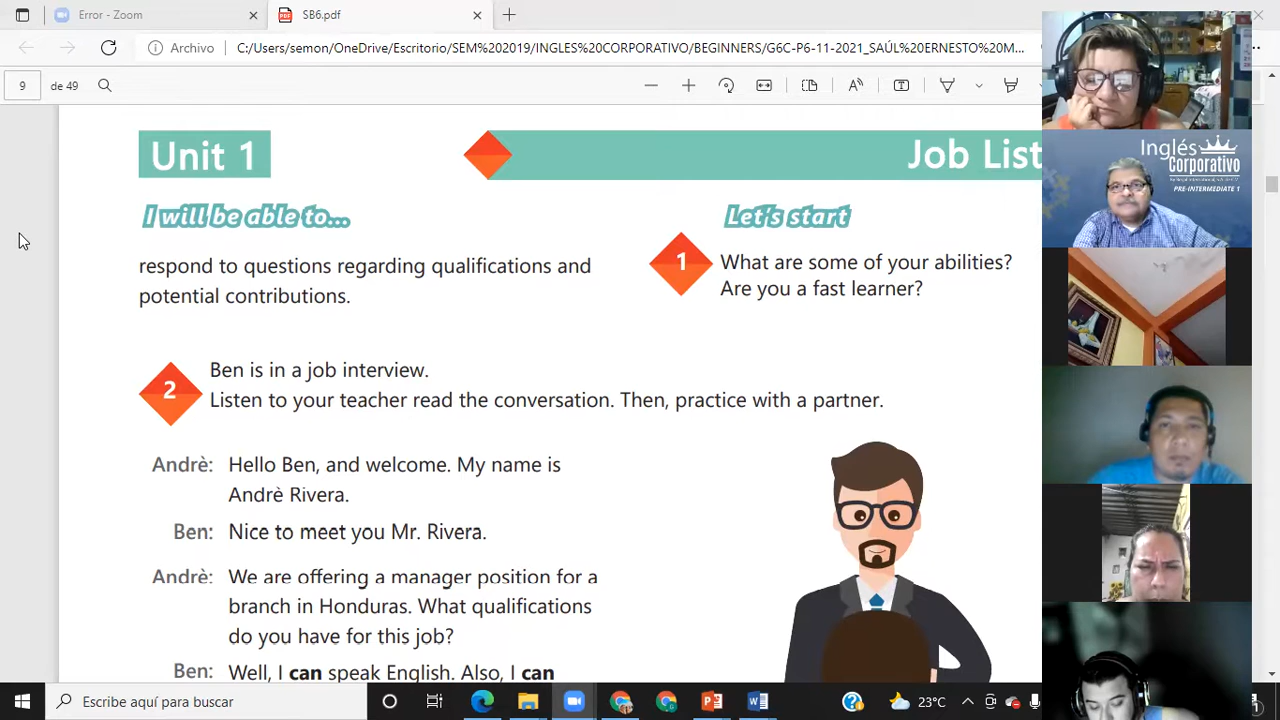 Error - Zoom
SB6.pdf
Archivo
C:/Users/semon/OneDrive/Escritorio/SEM%202019/INGLES%20CORPORATIVO/BEGINNERS/G6C-P6-11-2021_SAÚL%20ERNESTO%20M...
9 de 49
Unit 1
Job List
I will be able to...
respond to questions regarding qualifications and
potential contributions.
Let's start
1
What are some of your abilities?
Are you a fast learner?
2
Ben is in a job interview.
Listen to your teacher read the conversation. Then, practice with a partner.
Andrè: Hello Ben, and welcome. My name is
Andrè Rivera.
Ben: Nice to meet you Mr. Rivera.
Andrè: We are offering a manager position for a
branch in Honduras. What qualifications
do you have for this job?
Ben: Well, I can speak English. Also, I can
Inglés
Corporativo
PRE-INTERMEDIATE 1
Escribe aquí para buscar
23°C